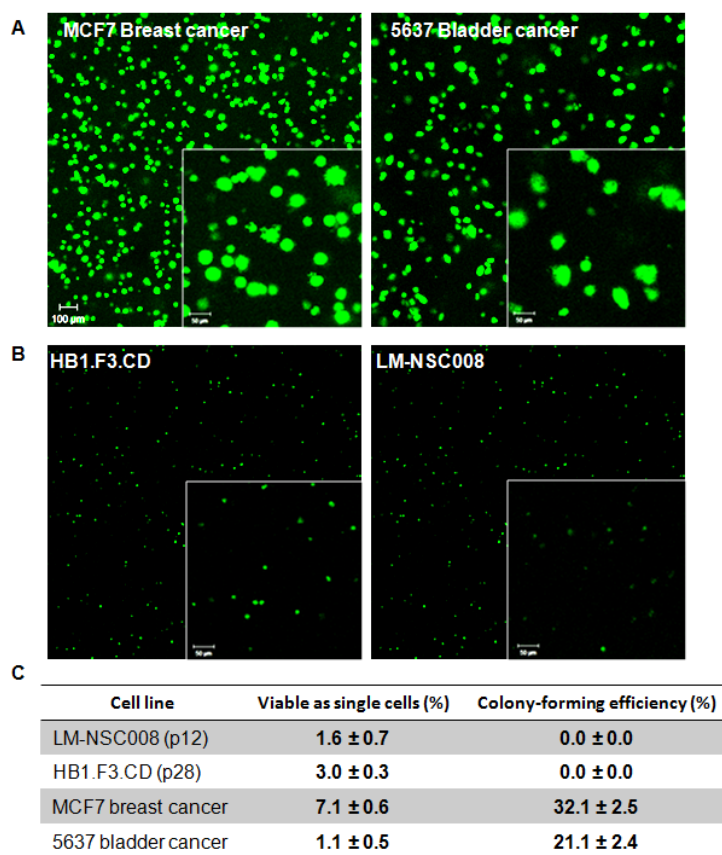 A
MCF7 Breast cancer
5637 Bladder cancer
100 µm
50 µm
50 µm
B
HB1.F3.CD
LM-NSC008
50 µm
50 µm
C
Cell line Viable as single cells (%) Colony-forming efficiency (%)
LM-NSC008 (p12) 1.6 ± 0.7 0.0 ± 0.0
HB1.F3.CD (p28) 3.0 ± 0.3 0.0 ± 0.0
MCF7 breast cancer 7.1 ± 0.6 32.1 ± 2.5
5637 bladder cancer 1.1 ± 0.5 21.1 ± 2.4